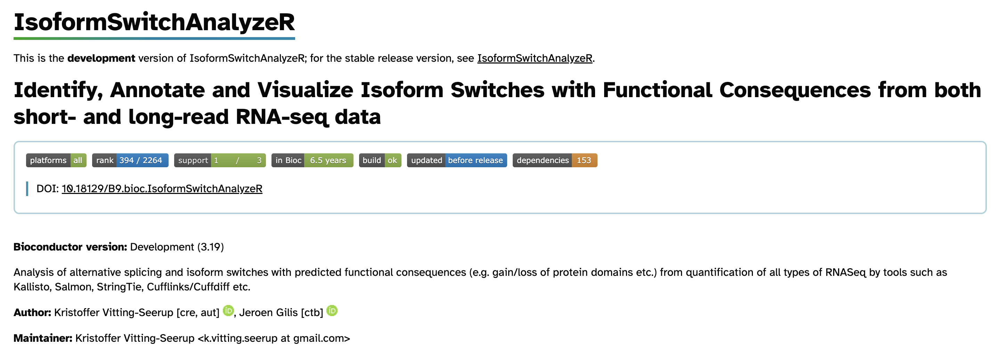 IsoformSwitchAnalyzeR
This is the development version of IsoformSwitchAnalyzeR; for the stable release version, see IsoformSwitchAnalyzeR.
Identify, Annotate and Visualize Isoform Switches with Functional Consequences from both
short- and long-read RNA-seq data
platforms all rank 394 / 2264 support 1 / 3 in Bioc 6.5 years build ok updated before release dependencies 153
DOI: 10.18129/B9.bioc.IsoformSwitchAnalyzeR
Bioconductor version: Development (3.19)
Analysis of alternative splicing and isoform switches with predicted functional consequences (e.g. gain/loss of protein domains etc.) from quantification of all types of RNASeq by tools such as
Kallisto, Salmon, StringTie, Cufflinks/Cuffdiff etc.
Author: Kristoffer Vitting-Seerup [cre, aut] iD, Jeroen Gilis [ctb] iD
Maintainer: Kristoffer Vitting-Seerup <k.vitting.seerup at gmail.com>